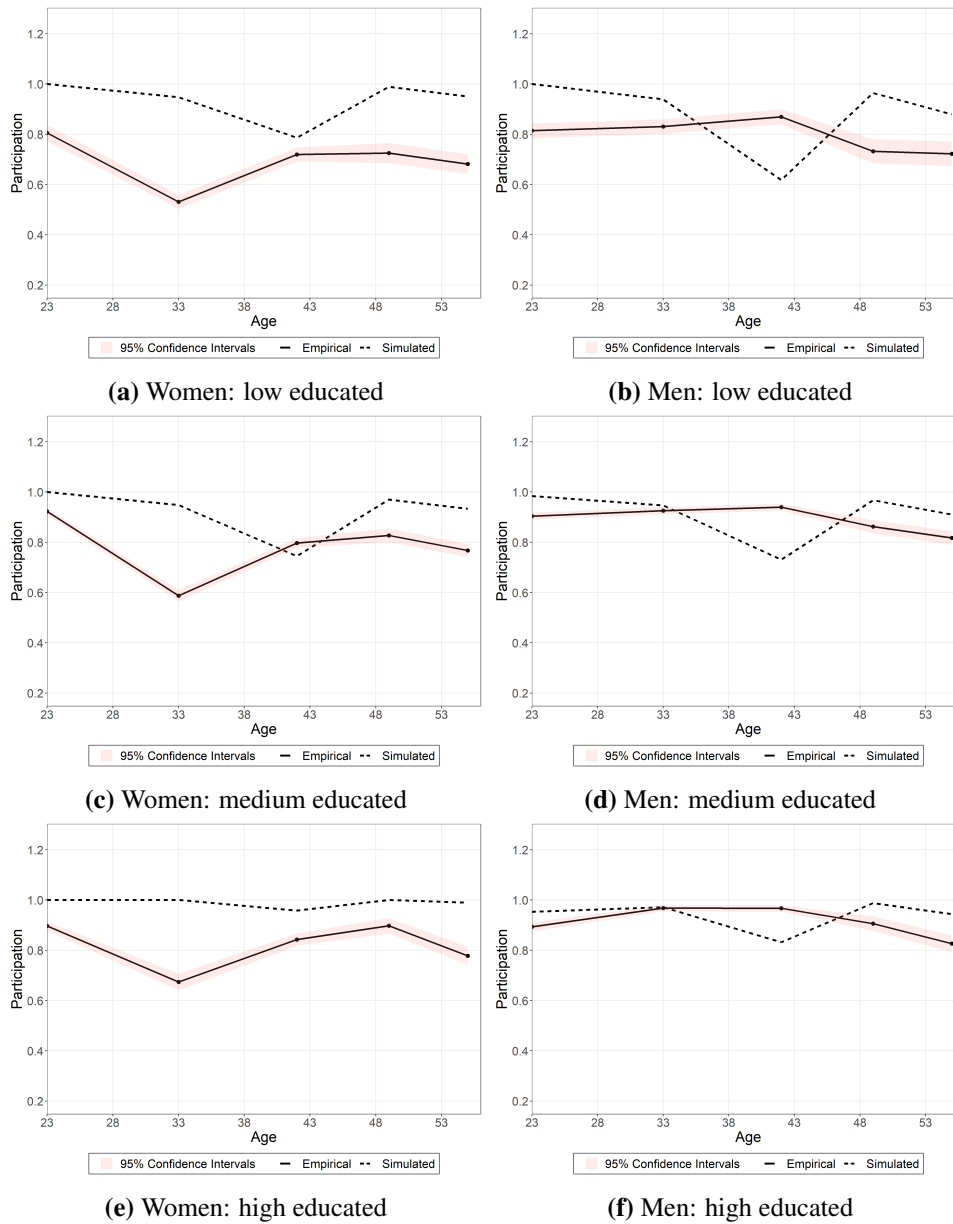 1.2
1.0
0.8
0.6
0.4
0.2
Participation
23 28 33 38 43 48 53
Age
95% Confidence Intervals Empirical Simulated
(a) Women: low educated
1.2
1.0
0.8
0.6
0.4
0.2
Participation
23 28 33 38 43 48 53
Age
95% Confidence Intervals Empirical Simulated
(b) Men: low educated
1.2
1.0
0.8
0.6
0.4
0.2
Participation
23 28 33 38 43 48 53
Age
95% Confidence Intervals Empirical Simulated
(c) Women: medium educated
1.2
1.0
0.8
0.6
0.4
0.2
Participation
23 28 33 38 43 48 53
Age
95% Confidence Intervals Empirical Simulated
(d) Men: medium educated
1.2
1.0
0.8
0.6
0.4
0.2
Participation
23 28 33 38 43 48 53
Age
95% Confidence Intervals Empirical Simulated
(e) Women: high educated
1.2
1.0
0.8
0.6
0.4
0.2
Participation
23 28 33 38 43 48 53
Age
95% Confidence Intervals Empirical Simulated
(f) Men: high educated